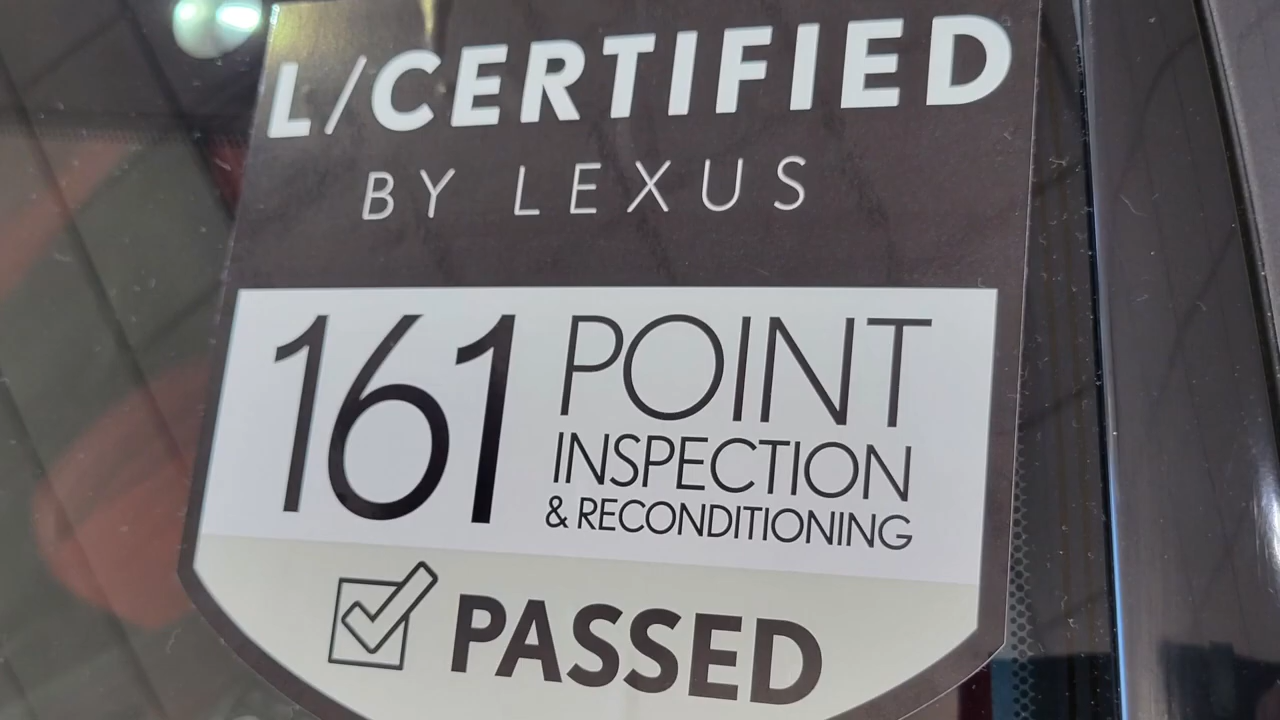 L/CERTIFIED
BY LEXUS
161 POINT
INSPECTION
& RECONDITIONING
PASSED